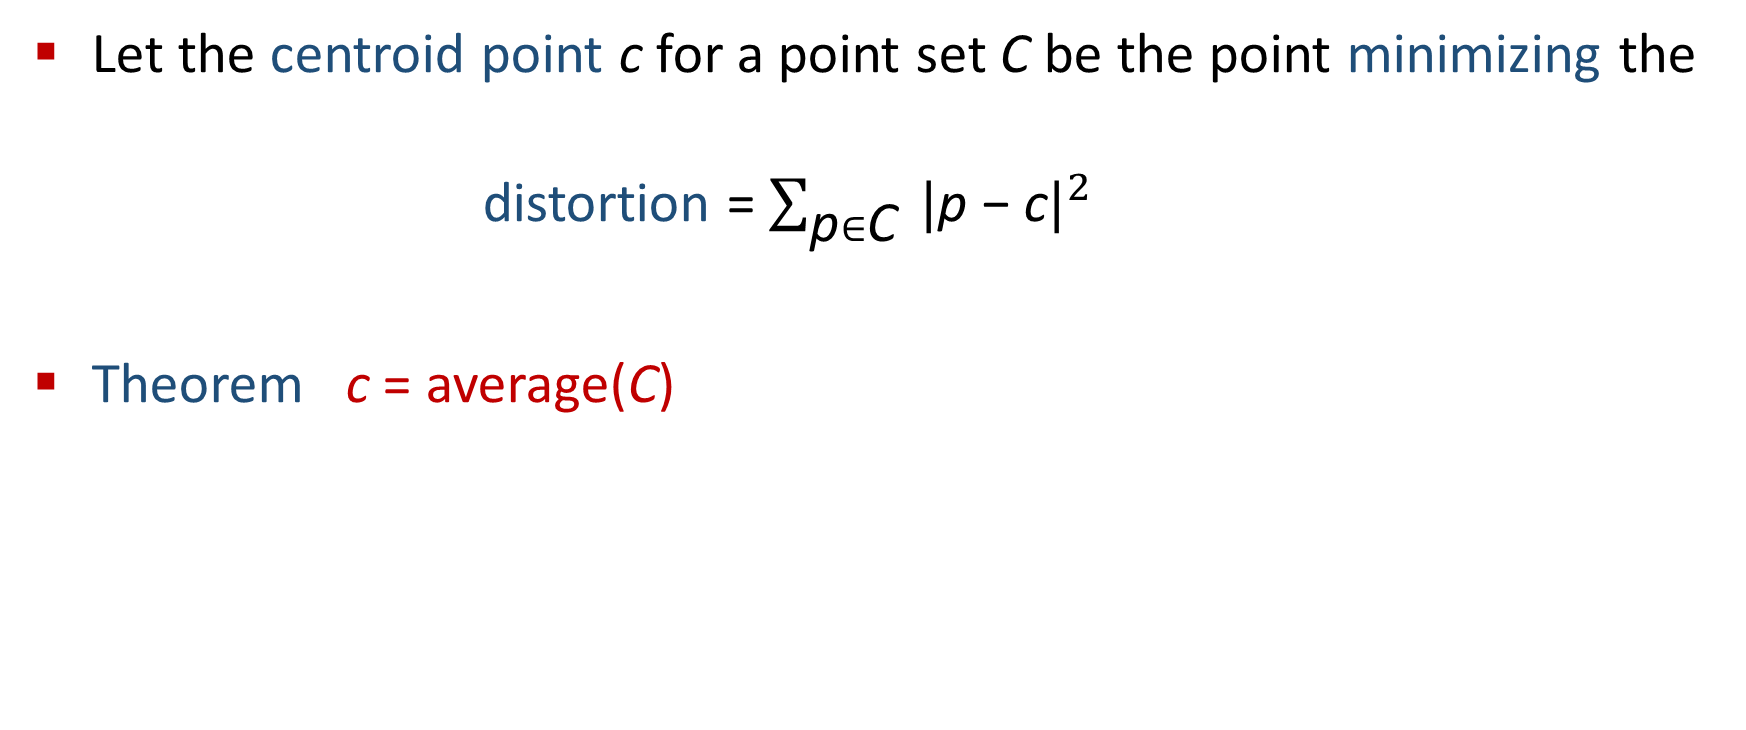 ▪ Let the centroid point c for a point set C be the point minimizing the
distortion = ∑p∈C |p − c|²
▪ Theorem c = average(C)